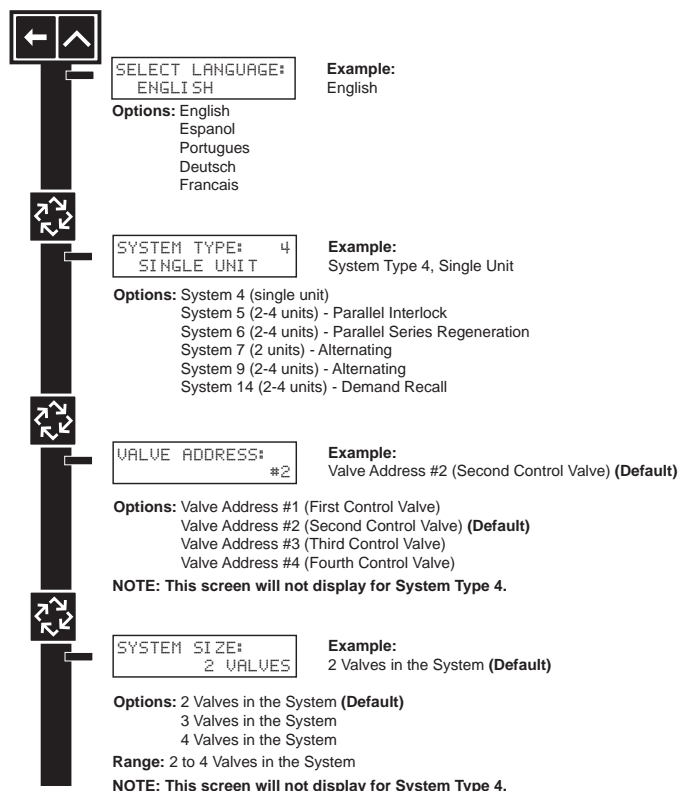 SELECT LANGUAGE:
ENGLISH
Example:
English
Options: English
Espanol
Portugues
Deutsch
Francais
SYSTEM TYPE: 4
SINGLE UNIT
Example:
System Type 4, Single Unit
Options: System 4 (single unit)
System 5 (2-4 units) - Parallel Interlock
System 6 (2-4 units) - Parallel Series Regeneration
System 7 (2 units) - Alternating
System 9 (2-4 units) - Alternating
System 14 (2-4 units) - Demand Recall
VALVE ADDRESS:
#2
Example:
Valve Address #2 (Second Control Valve) (Default)
Options: Valve Address #1 (First Control Valve)
Valve Address #2 (Second Control Valve) (Default)
Valve Address #3 (Third Control Valve)
Valve Address #4 (Fourth Control Valve)
NOTE: This screen will not display for System Type 4.
SYSTEM SIZE:
2 VALVES
Example:
2 Valves in the System (Default)
Options: 2 Valves in the System (Default)
3 Valves in the System
4 Valves in the System
Range: 2 to 4 Valves in the System
NOTE: This screen will not display for System Type 4.